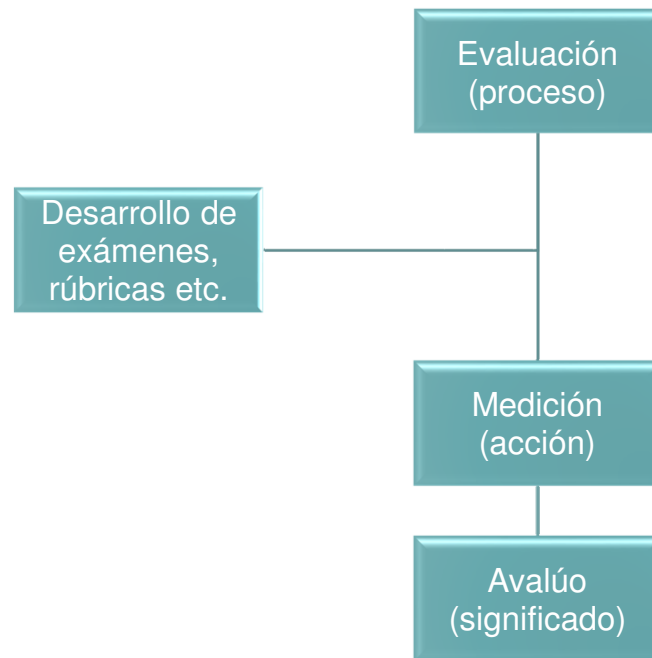 Evaluación
(proceso)
Desarrollo de
exámenes,
rúbricas etc.
Medición
(acción)
Avalúo
(significado)